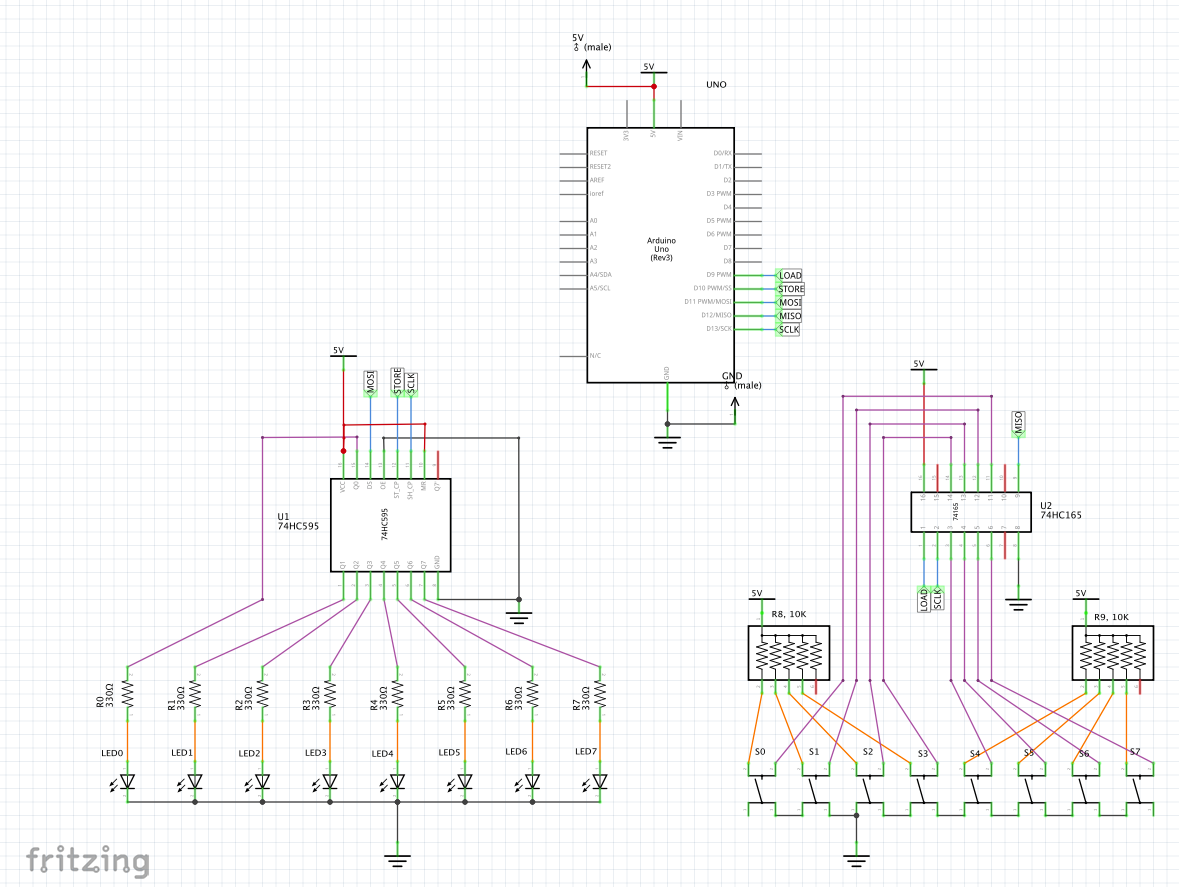 5V
(male)
5V
UNO
3V3
5V
VIN
RESET
RESET2
AREF
ioref
A0
A1
A2
A3
A4/SDA
A5/SCL
N/C
D0/RX
D1/TX
D2
D3 PWM
D4
D5 PWM
D6 PWM
D7
D8
D9 PWM
D10 PWM/SS
D11 PWM/MOSI
D12/MISO
D13/SCK
Arduino
Uno
(Rev3)
LOAD
STORE
MOSI
MISO
SCLK
GND
GND
(male)
5V
MOSI
STORE
SCLK
VCC
Q0
DS
OE
ST_CP
SH_CP
MR
Q7'
U1
74HC595
74HC595
Q1
Q2
Q3
Q4
Q5
Q6
Q7
GND
R0
330Ω
R1
330Ω
R2
330Ω
R3
330Ω
R4
330Ω
R5
330Ω
R6
330Ω
R7
330Ω
LED0
LED1
LED2
LED3
LED4
LED5
LED6
LED7
5V
MISO
16
15
14
13
12
11
10
9
74165
U2
74HC165
1
2
3
4
5
6
7
8
LOAD
SCLK
5V
R8, 10K
5V
R9, 10K
S0
S1
S2
S3
S4
S5
S6
S7
fritzing